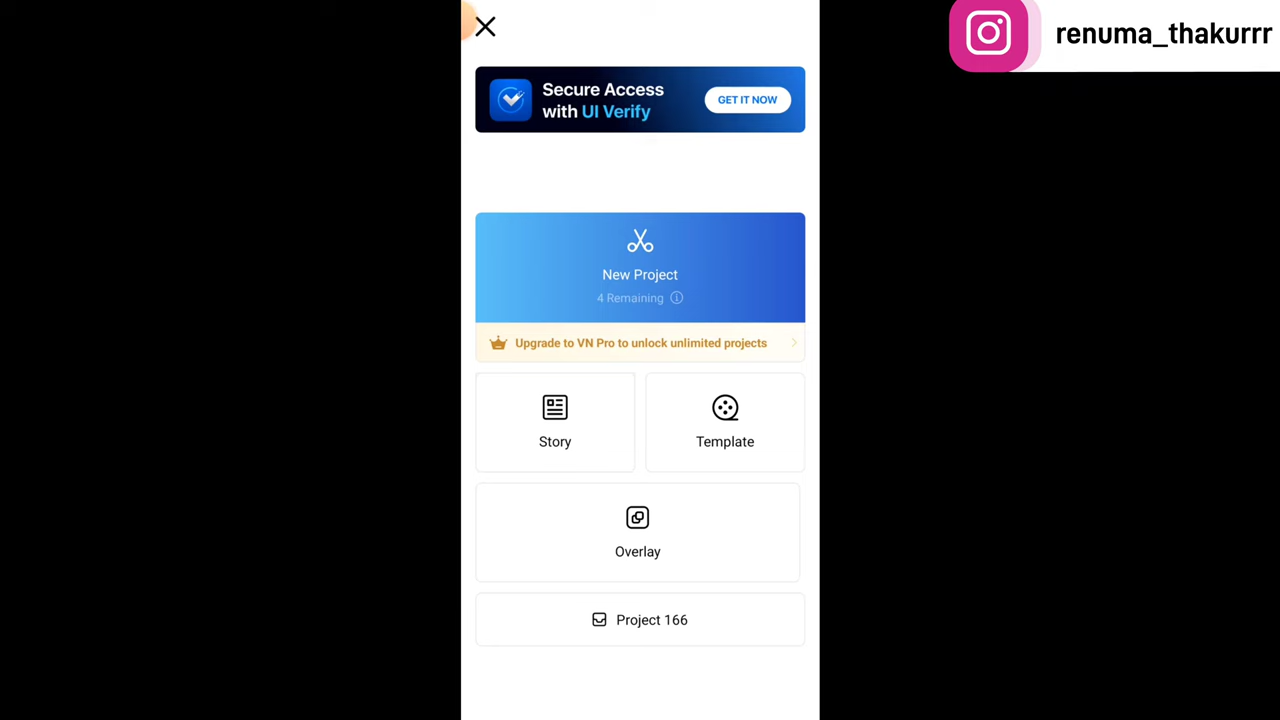 renuma_thakurrr
Secure Access
with UI Verify
GET IT NOW
New Project
4 Remaining
Upgrade to VN Pro to unlock unlimited projects
Story
Template
Overlay
Project 166